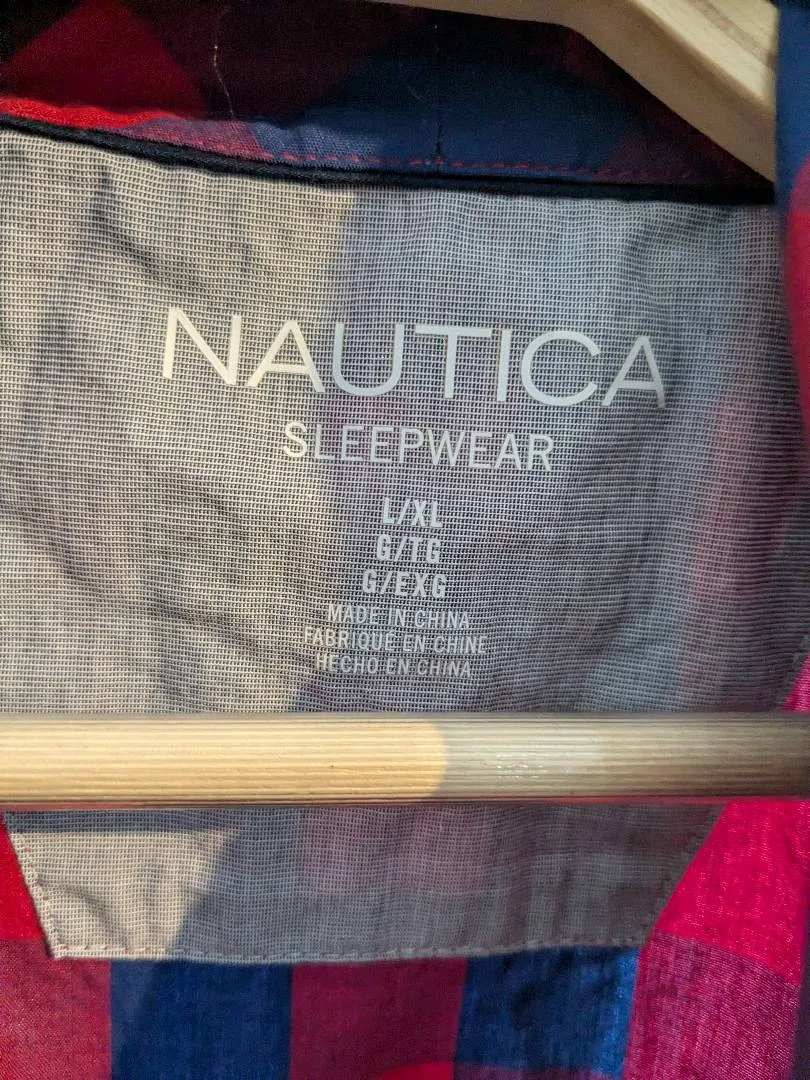 NAUTICA
SLEEPWEAR
L/XL
G/TG
G/EXG
MADE IN CHINA
FABRIQUÉ EN CHINE
HECHO EN CHINA